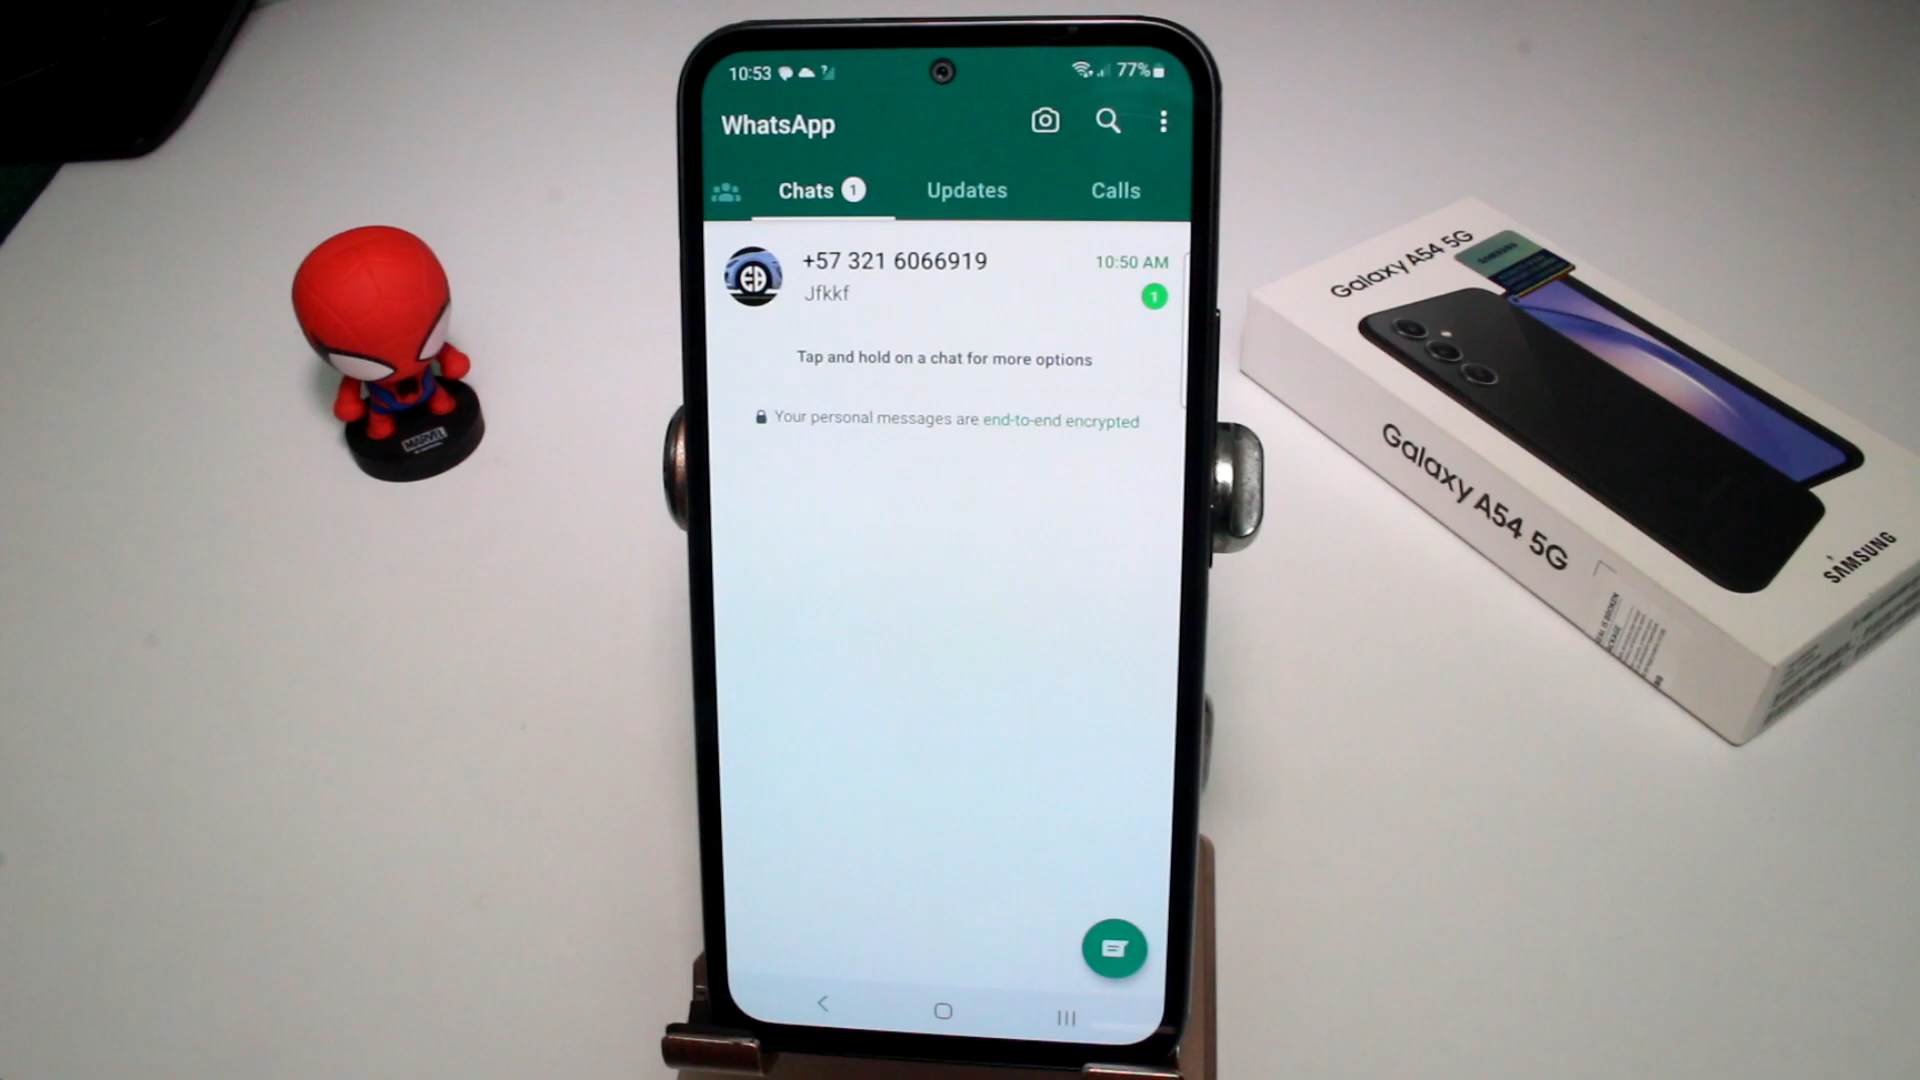 10:53
77%
WhatsApp
Chats 1
Updates
Calls
+57 321 6066919
10:50 AM
Jfkkf
1
Tap and hold on a chat for more options
Your personal messages are end-to-end encrypted
MARVEL
Galaxy A54 5G
SAMSUNG
Galaxy A54 5G
SAMSUNG